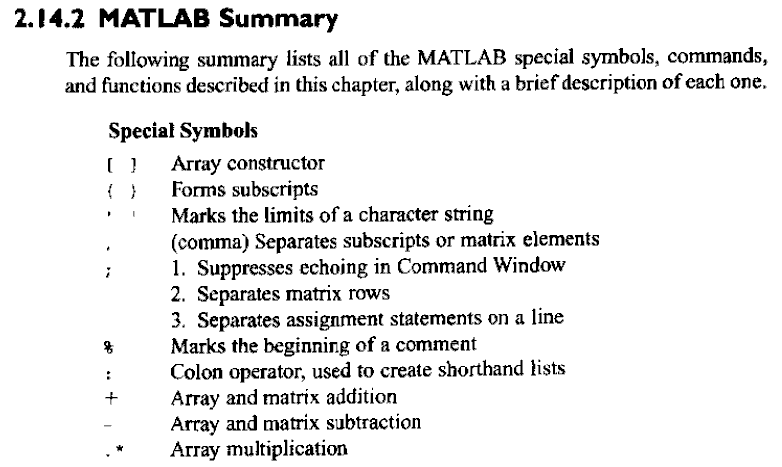 2.14.2 MATLAB Summary
The following summary lists all of the MATLAB special symbols, commands,
and functions described in this chapter, along with a brief description of each one.
Special Symbols
[ ] Array constructor
( ) Forms subscripts
' ' Marks the limits of a character string
, (comma) Separates subscripts or matrix elements
; 1. Suppresses echoing in Command Window
2. Separates matrix rows
3. Separates assignment statements on a line
% Marks the beginning of a comment
: Colon operator, used to create shorthand lists
+ Array and matrix addition
- Array and matrix subtraction
.* Array multiplication